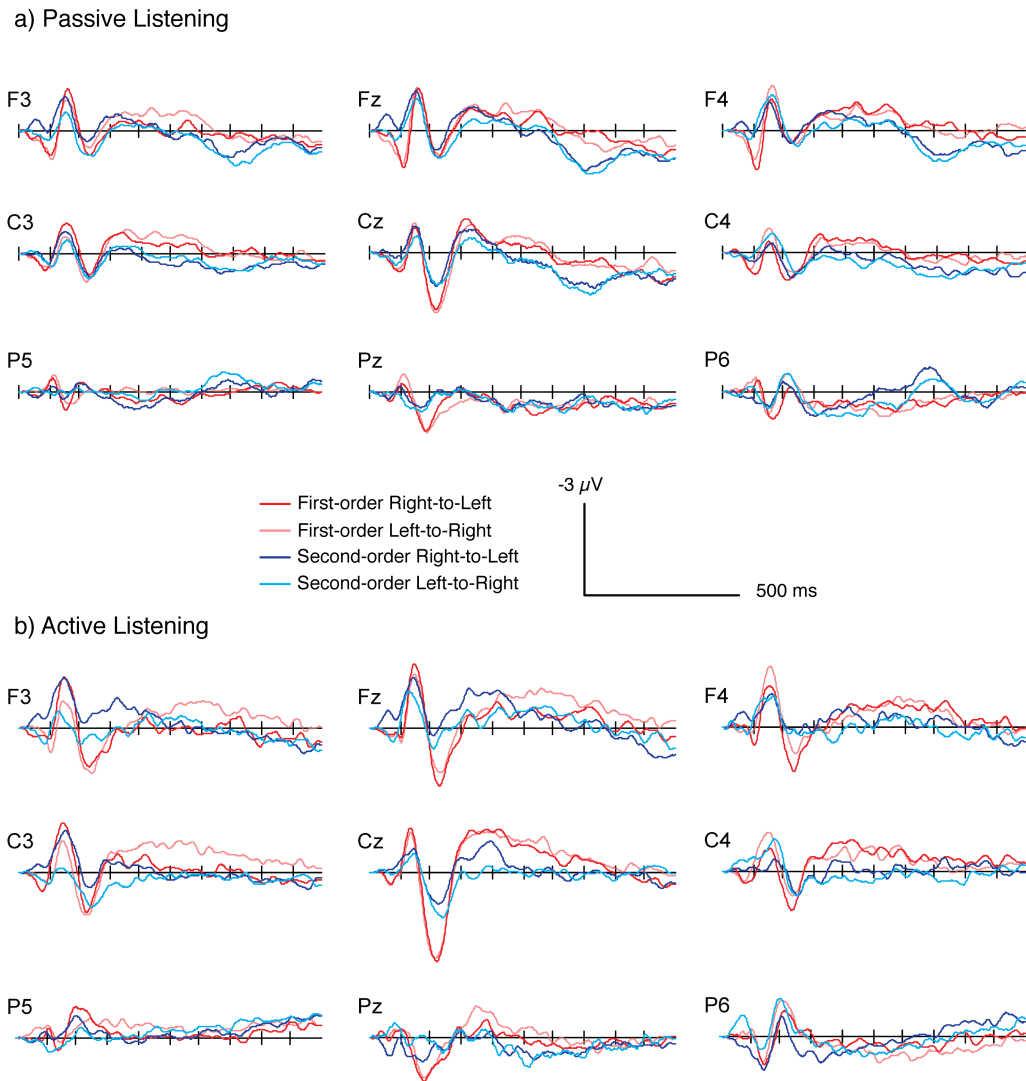 a) Passive Listening
F3
Fz
F4
C3
Cz
C4
P5
Pz
P6
-3 µV
First-order Right-to-Left
First-order Left-to-Right
Second-order Right-to-Left
Second-order Left-to-Right
500 ms
b) Active Listening
F3
Fz
F4
C3
Cz
C4
P5
Pz
P6